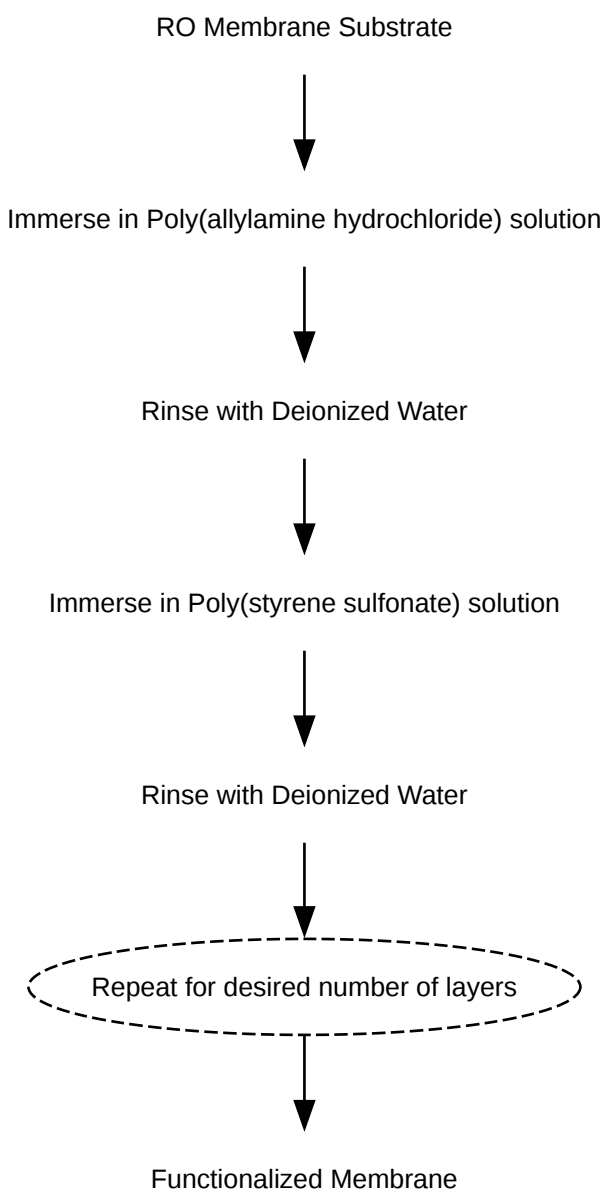 RO Membrane Substrate
Immerse in Poly(allylamine hydrochloride) solution
Rinse with Deionized Water
Immerse in Poly(styrene sulfonate) solution
Rinse with Deionized Water
Repeat for desired number of layers
Functionalized Membrane